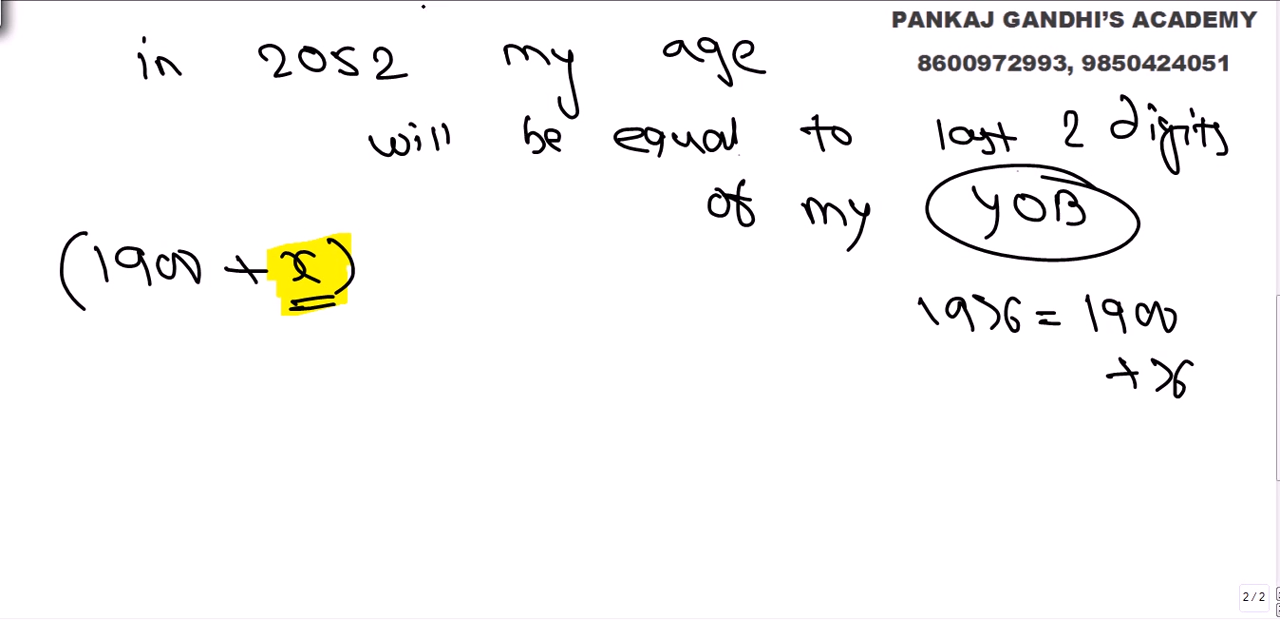 PANKAJ GANDHI'S ACADEMY
8600972993, 9850424051
in 2052 my age
will be equal to last 2 digits
of my YOB
(1900 + x)
1936 = 1900
+36
2/2